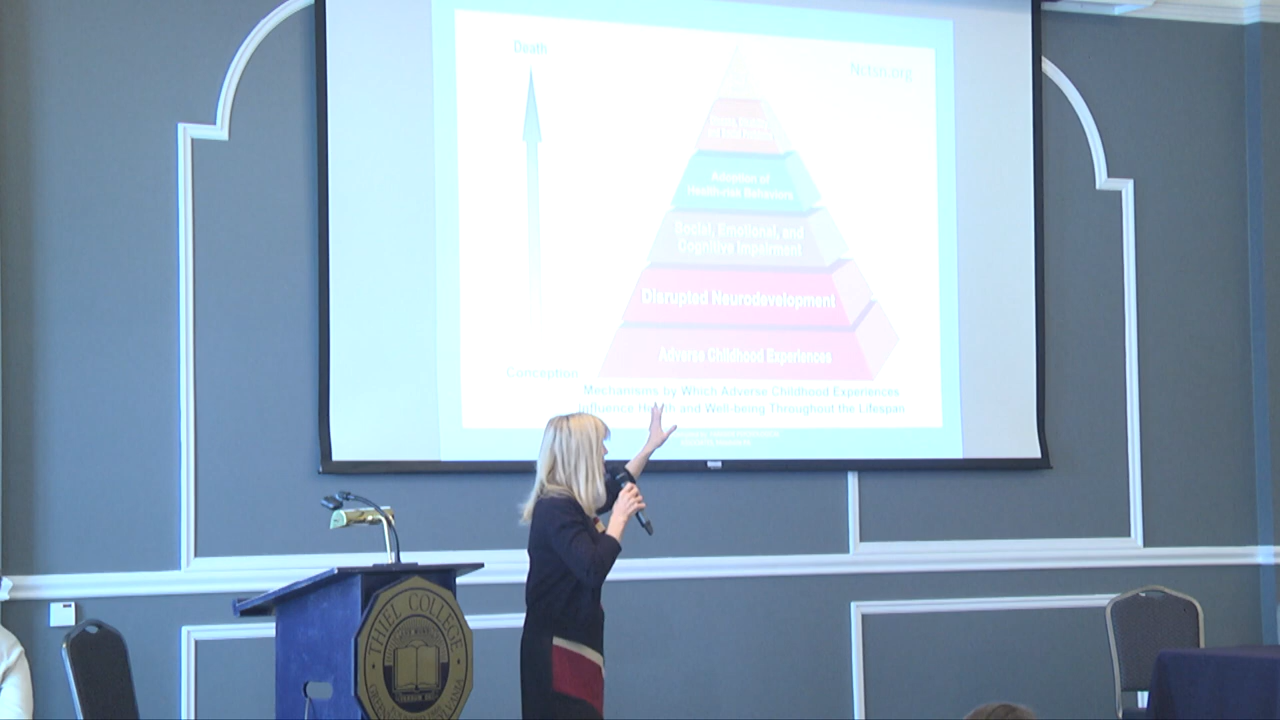 Death
Nctsn.org
Adoption of
Health-risk Behaviors
Social, Emotional, and
Cognitive Impairment
Disrupted Neurodevelopment
Adverse Childhood Experiences
Conception
Mechanisms by Which Adverse Childhood Experiences
Influence Health and Well-being Throughout the Lifespan
THIEL COLLEGE